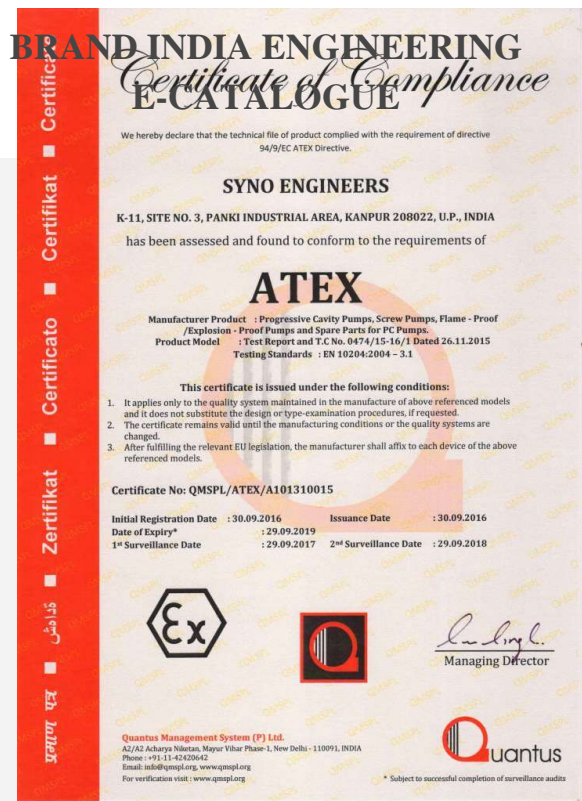 BRAND INDIA ENGINEERING
E-CATALOGUE
Certificate of Compliance
We hereby declare that the technical file of product complied with the requirement of directive
94/9/EC ATEX Directive.
SYNO ENGINEERS
K-11, SITE NO. 3, PANKI INDUSTRIAL AREA, KANPUR 208022, U.P., INDIA
has been assessed and found to conform to the requirements of
ATEX
Manufacturer Product : Progressive Cavity Pumps, Screw Pumps, Flame - Proof
/Explosion - Proof Pumps and Spare Parts for PC Pumps.
Product Model : Test Report and T.C No. 0474/15-16/1 Dated 26.11.2015
Testing Standards : EN 10204:2004 – 3.1
This certificate is issued under the following conditions:
1. It applies only to the quality system maintained in the manufacture of above referenced models
and it does not substitute the design or type-examination procedures, if requested.
2. The certificate remains valid until the manufacturing conditions or the quality systems are
changed.
3. After fulfilling the relevant EU legislation, the manufacturer shall affix to each device of the above
referenced models.
Certificate No: QMSPL/ATEX/A101310015
Initial Registration Date : 30.09.2016 Issuance Date : 30.09.2016
Date of Expiry* : 29.09.2019
1st Surveillance Date : 29.09.2017 2nd Surveillance Date : 29.09.2018
Ex
Managing Director
Quantus Management System (P) Ltd.
A2/A2 Acharya Niketan, Mayur Vihar Phase-1, New Delhi - 110091, INDIA
Phone : +91-11-42420642
Email: info@qmspl.org, www.qmspl.org
For verification visit : www.qmspl.org
Quantus
* Subject to successful completion of surveillance audits
प्रमाण पत्र ■ ■ Zertifikat ■ Certificato ■ Certifikat ■ Certificate